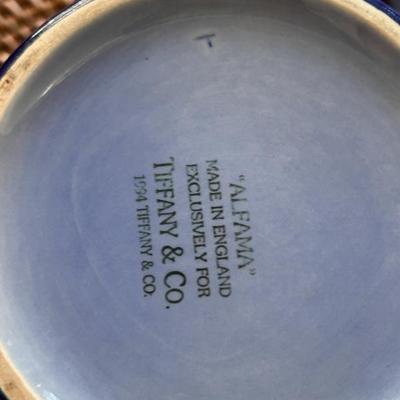 "ALFAMA"
MADE IN ENGLAND
EXCLUSIVELY FOR
TIFFANY & CO.
1994 TIFFANY & CO.